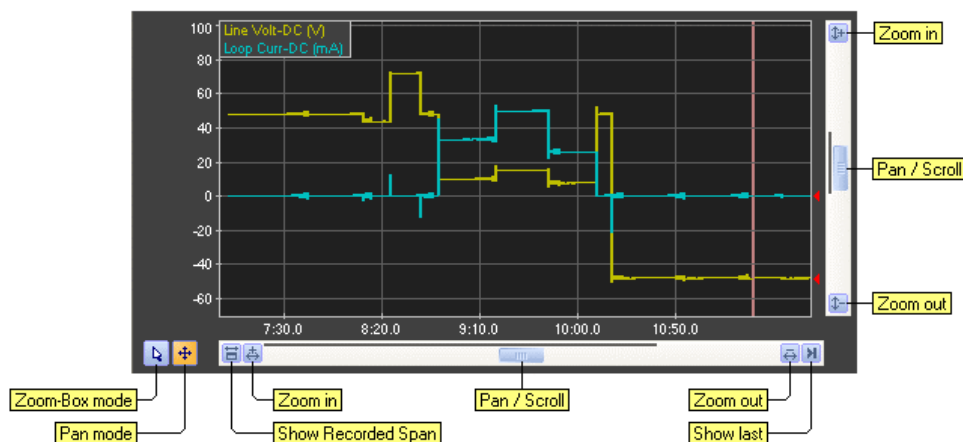 Line Volt-DC (V)
Loop Curr-DC (mA)
100
80
60
40
20
0
-20
-40
-60
7:30.0 8:20.0 9:10.0 10:00.0 10:50.0
Zoom in
Pan / Scroll
Zoom out
Zoom-Box mode
Zoom in
Pan / Scroll
Zoom out
Pan mode
Show Recorded Span
Show last